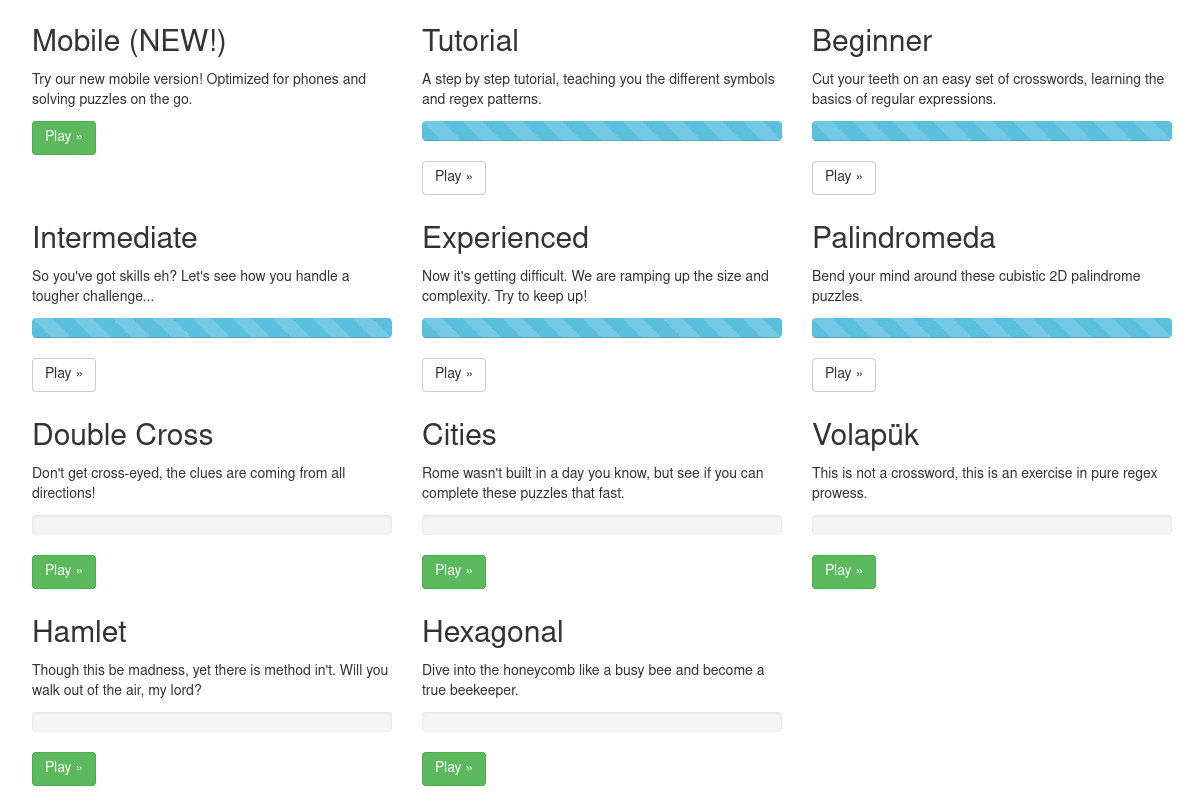 Mobile (NEW!)
Try our new mobile version! Optimized for phones and
solving puzzles on the go.
Play »
Tutorial
A step by step tutorial, teaching you the different symbols
and regex patterns.
Play »
Beginner
Cut your teeth on an easy set of crosswords, learning the
basics of regular expressions.
Play »
Intermediate
So you've got skills eh? Let's see how you handle a
tougher challenge...
Play »
Experienced
Now it's getting difficult. We are ramping up the size and
complexity. Try to keep up!
Play »
Palindromeda
Bend your mind around these cubistic 2D palindrome
puzzles.
Play »
Double Cross
Don't get cross-eyed, the clues are coming from all
directions!
Play »
Cities
Rome wasn't built in a day you know, but see if you can
complete these puzzles that fast.
Play »
Volapük
This is not a crossword, this is an exercise in pure regex
prowess.
Play »
Hamlet
Though this be madness, yet there is method in't. Will you
walk out of the air, my lord?
Play »
Hexagonal
Dive into the honeycomb like a busy bee and become a
true beekeeper.
Play »